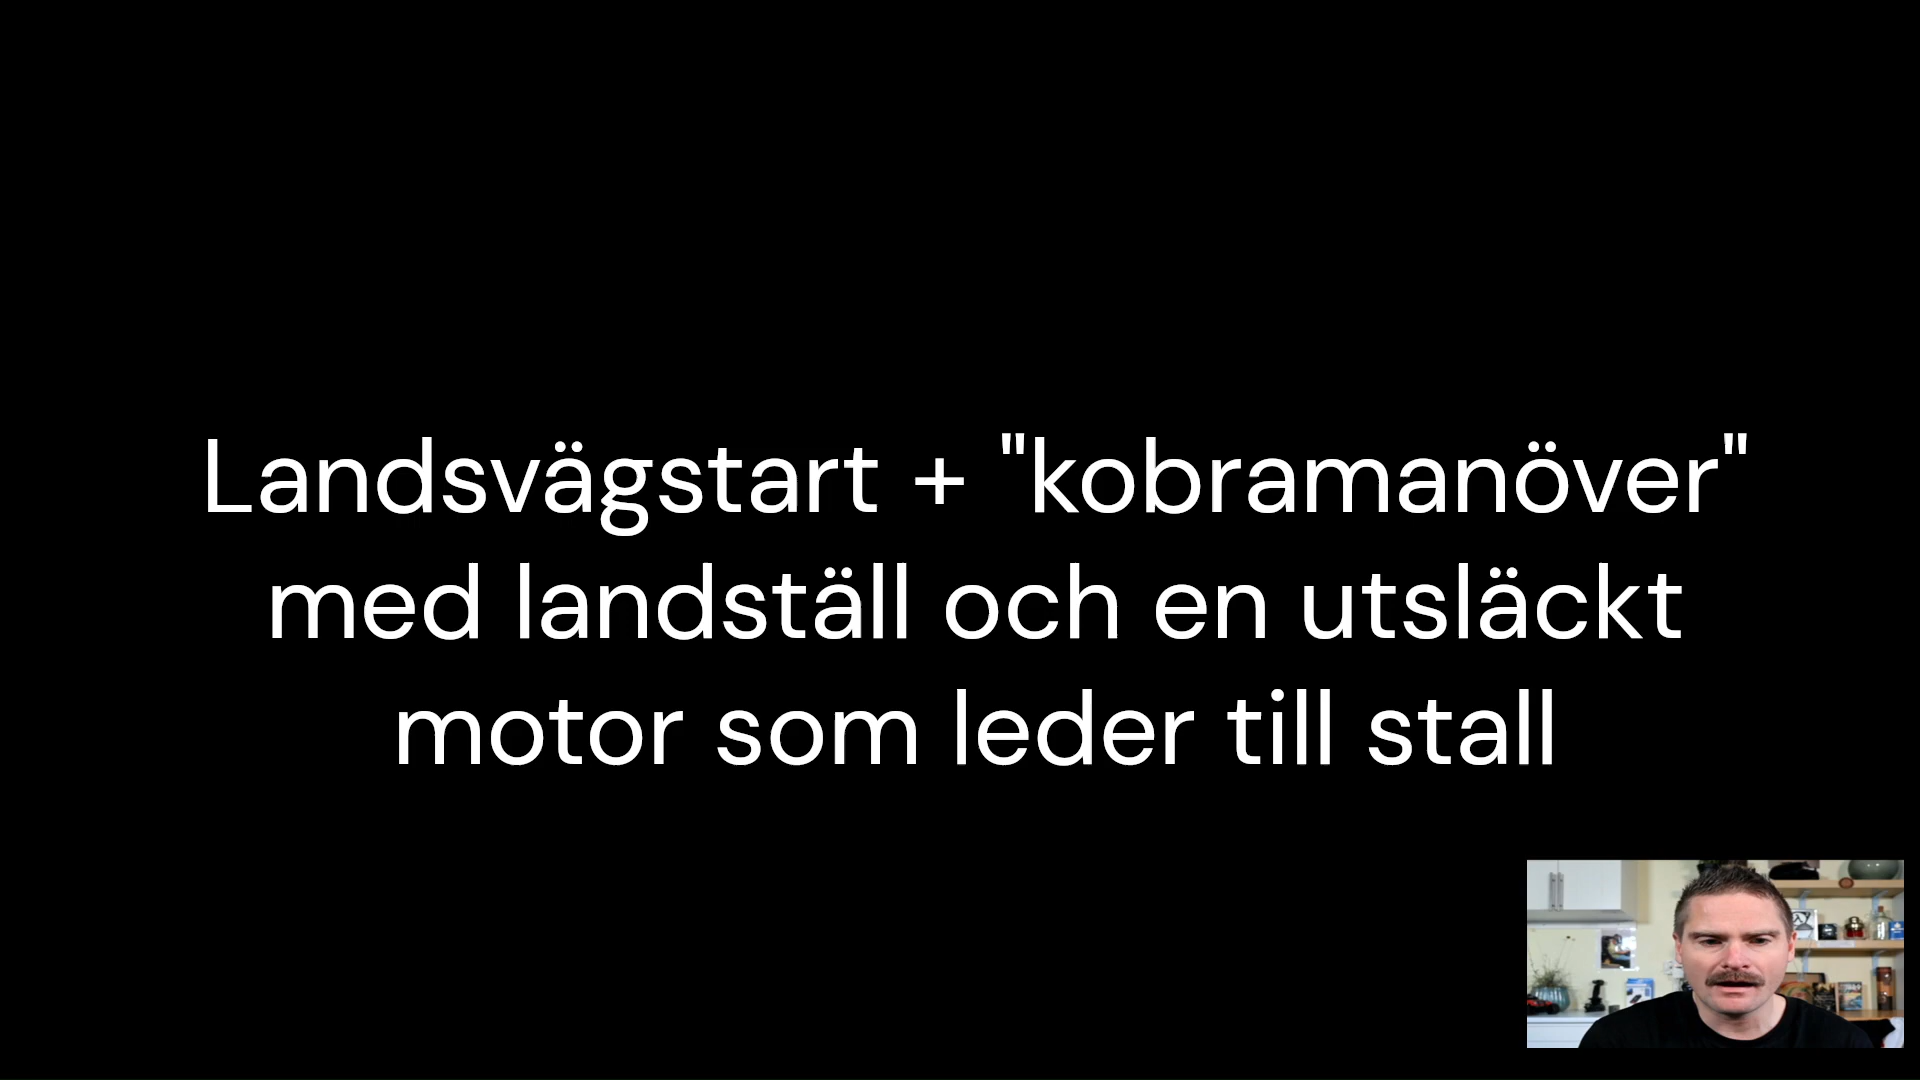 Landsvägstart + "kobramanöver"
med landställ och en utsläckt
motor som leder till stall